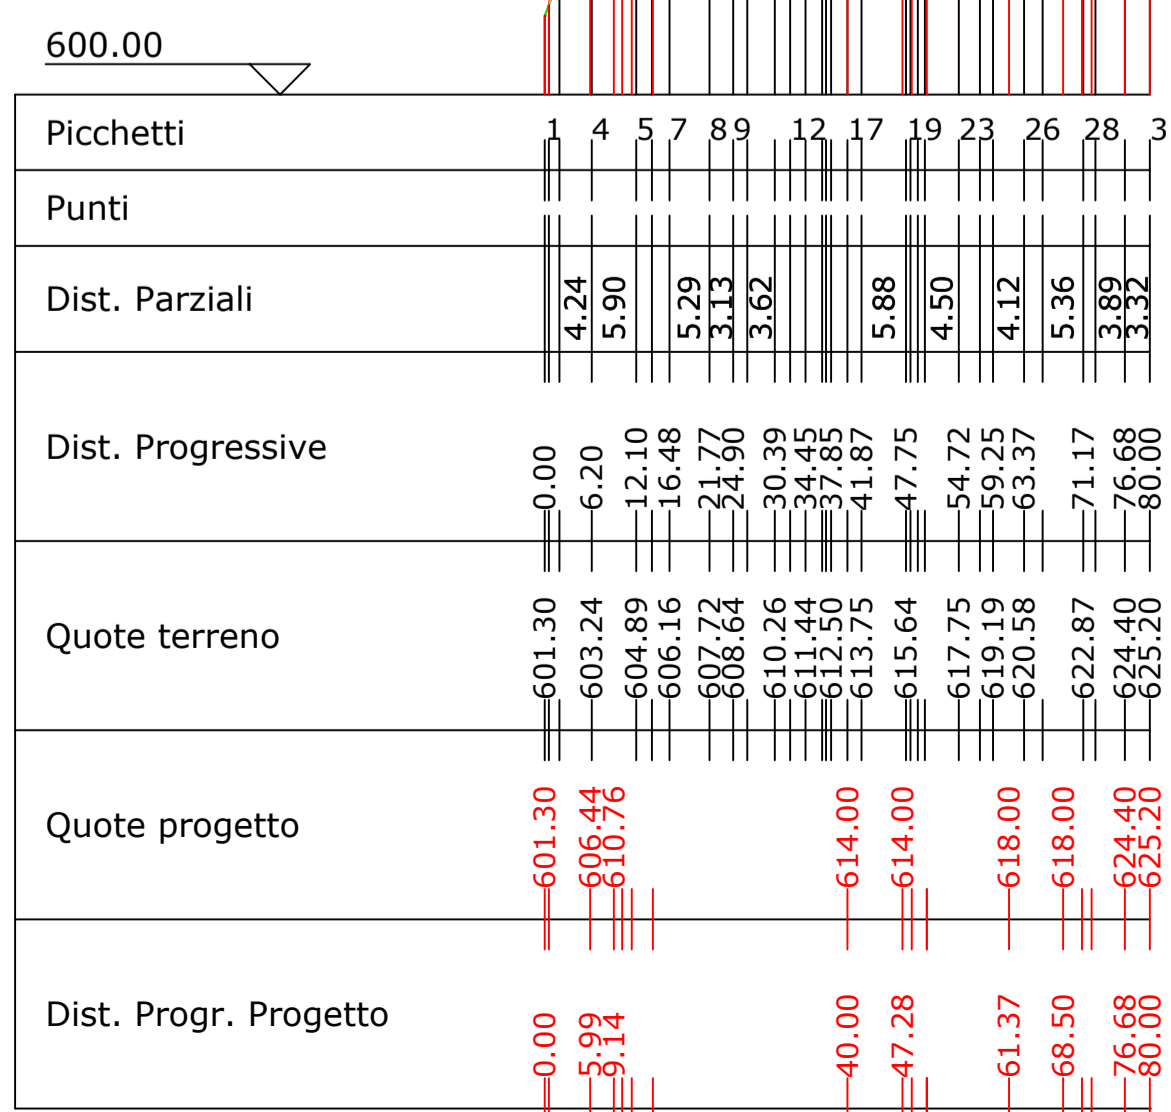 600.00
Picchetti 1 4 5 7 8 9 12 17 19 23 26 28 3
Punti
Dist. Parziali 4.24 5.90 5.29 3.13 3.62 5.88 4.50 4.12 5.36 3.89 3.32
Dist. Progressive 0.00 6.20 12.10 16.48 21.77 24.90 30.39 34.45 37.85 41.87 47.75 54.72 59.25 63.37 71.17 76.68 80.00
Quote terreno 601.30 603.24 604.89 606.16 607.72 608.64 610.26 611.44 612.50 613.75 615.64 617.75 619.19 620.58 622.87 624.40 625.20
Quote progetto 601.30 606.44 610.76 614.00 614.00 618.00 618.00 624.40 625.20
Dist. Progr. Progetto 0.00 5.99 9.14 40.00 47.28 61.37 68.50 76.68 80.00